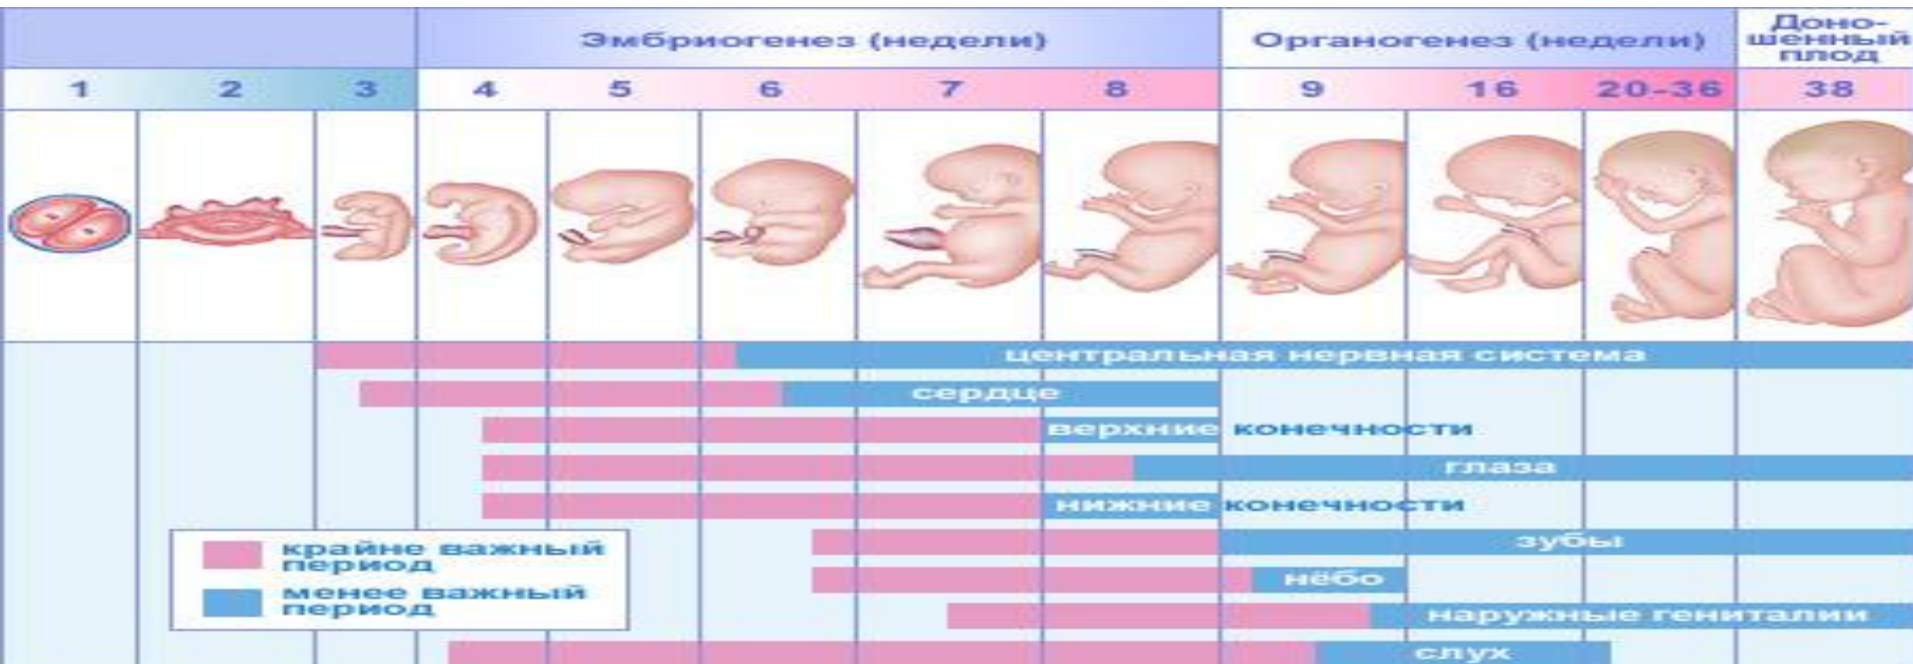 Эмбриогенез (недели)
Органогенез (недели)
Доно-
шенный
плод
1 2 3 4 5 6 7 8 9 16 20-36 38
центральная нервная система
сердце
верхние конечности
глаза
нижние конечности
зубы
нёбо
наружные гениталии
слух
крайне важный
период
менее важный
период